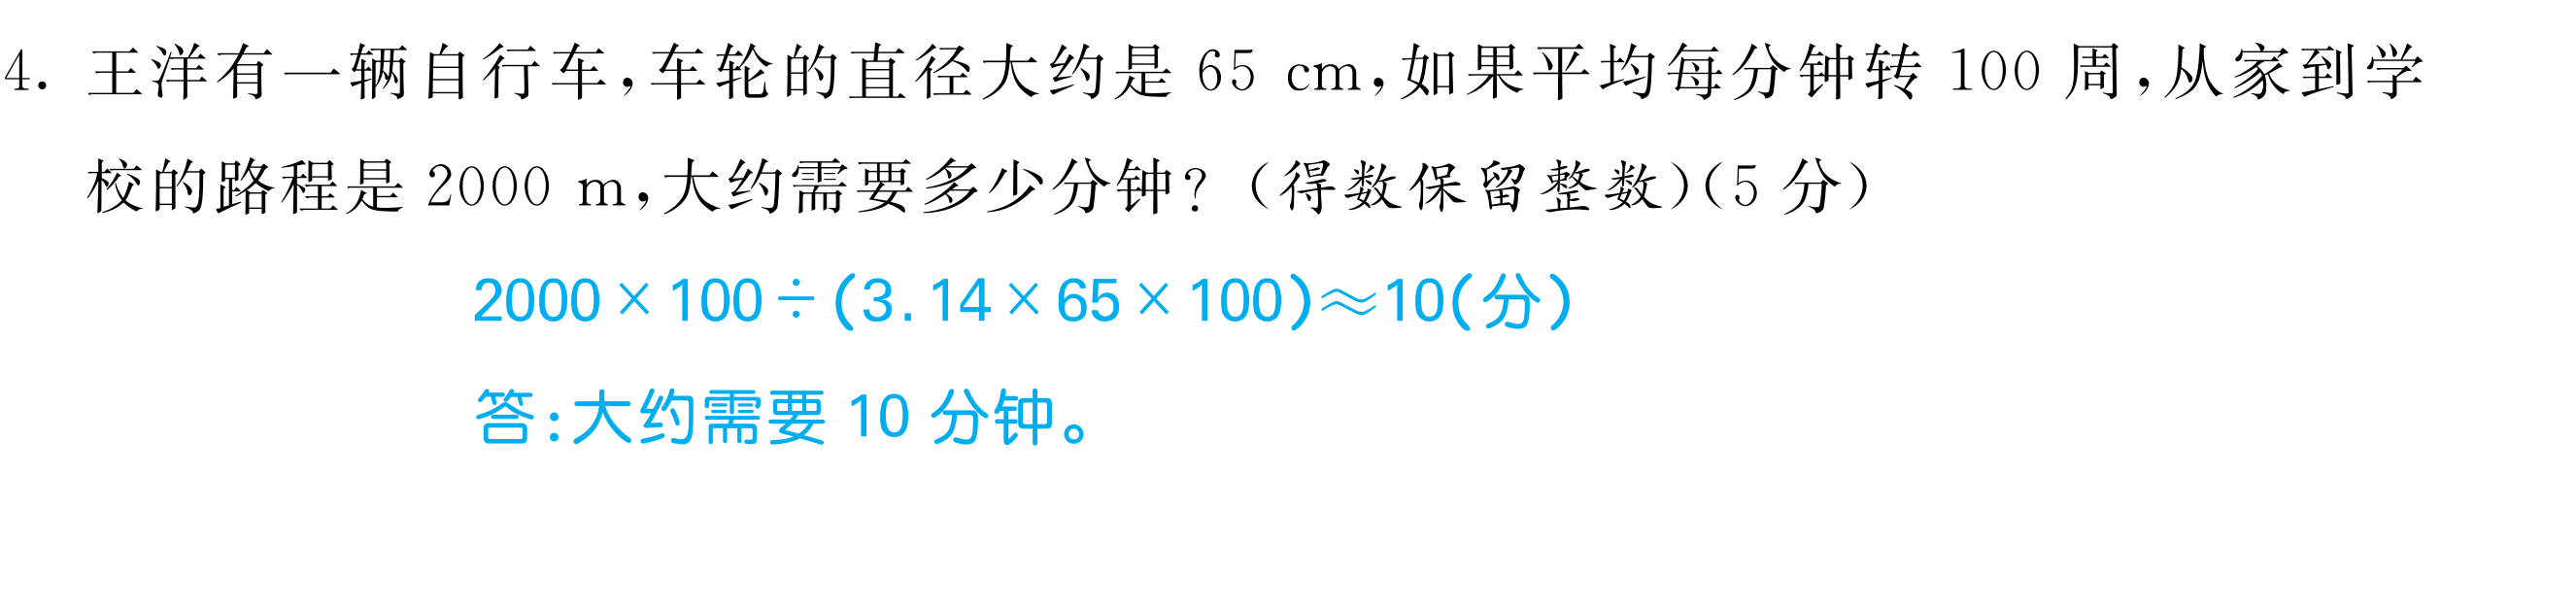 4. 王洋有一辆自行车,车轮的直径大约是 65 cm,如果平均每分钟转 100 周,从家到学
校的路程是 2000 m,大约需要多少分钟?(得数保留整数)(5 分)
2000×100÷(3.14×65×100)≈10(分)
答:大约需要 10 分钟。